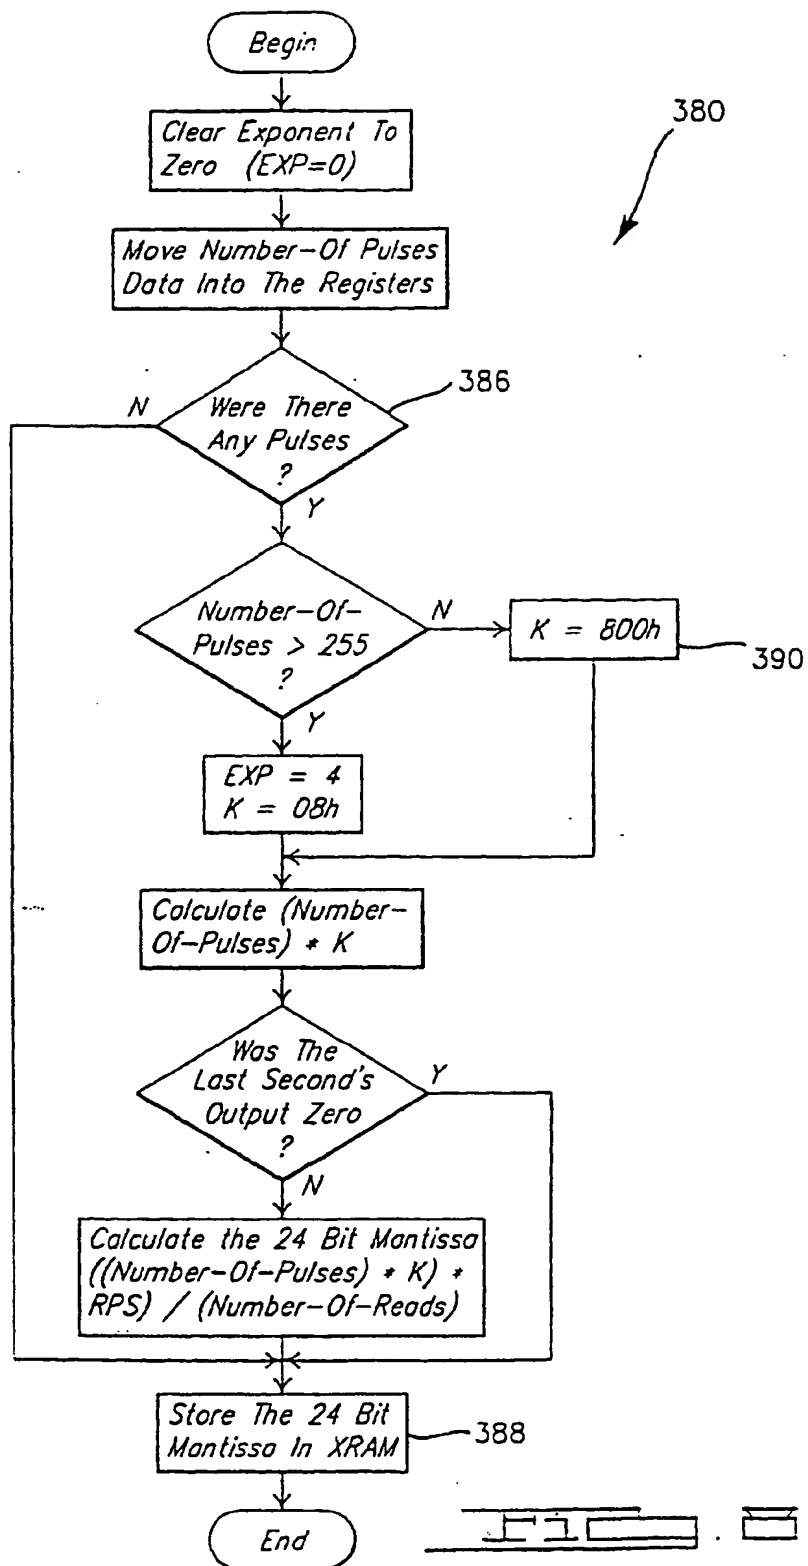 Begin
380
Clear Exponent To
Zero (EXP=0)
Move Number-Of Pulses
Data Into The Registers
386
N
Were There
Any Pulses
?
Y
Number-Of-
Pulses > 255
?
N
K = 800h
390
Y
EXP = 4
K = 08h
Calculate (Number-
Of-Pulses) * K
Was The
Last Second's
Output Zero
?
Y
N
Calculate the 24 Bit Mantissa
((Number-Of-Pulses) * K) *
RPS) / (Number-Of-Reads)
Store The 24 Bit
Mantissa In XRAM
388
End